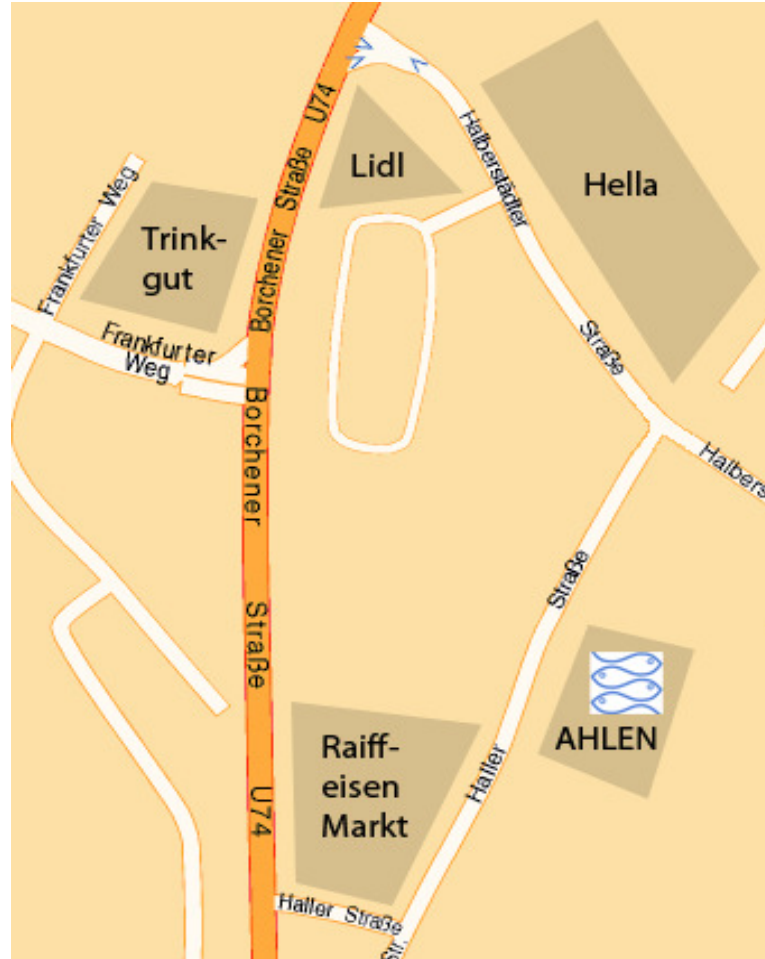 U74
Straße
Borchener
Lidl
Halberstädter
Straße
Hella
Frankfurter Weg
Trink-
gut
Frankfurter
Weg
Borchener
Halbers
Straße
Straße
AHLEN
Raiff-
eisen
Markt
Haller
U74
Haller Straße
Str.